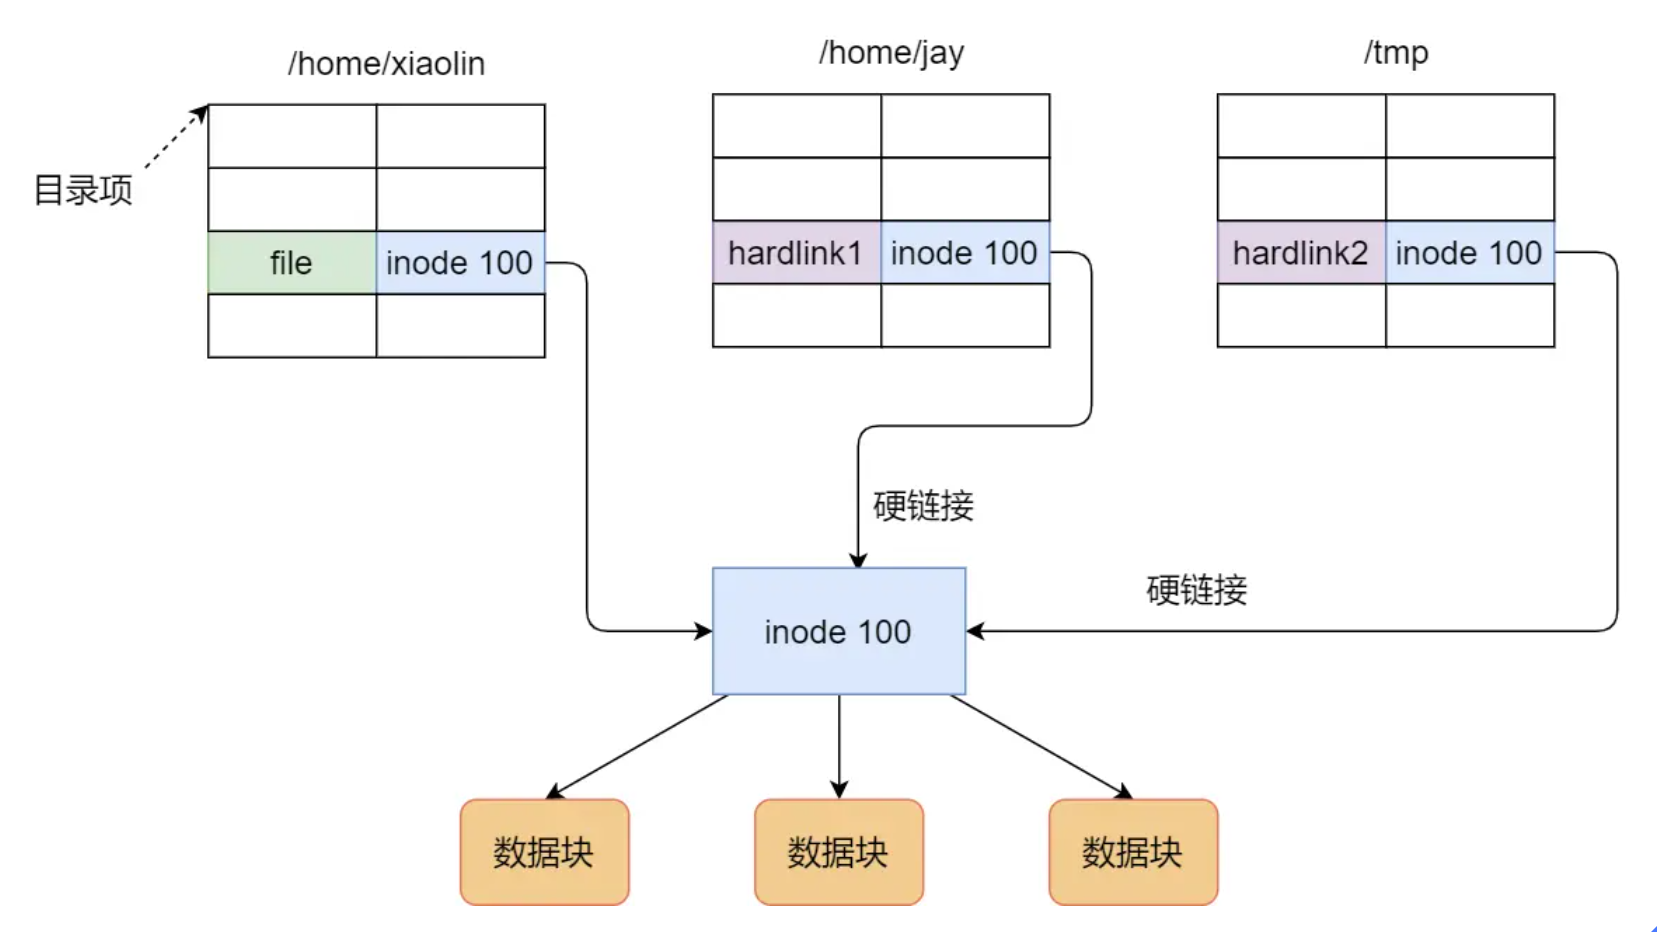 /home/xiaolin
/home/jay
/tmp
目录项
file inode 100
hardlink1 inode 100
hardlink2 inode 100
硬链接
硬链接
inode 100
数据块
数据块
数据块